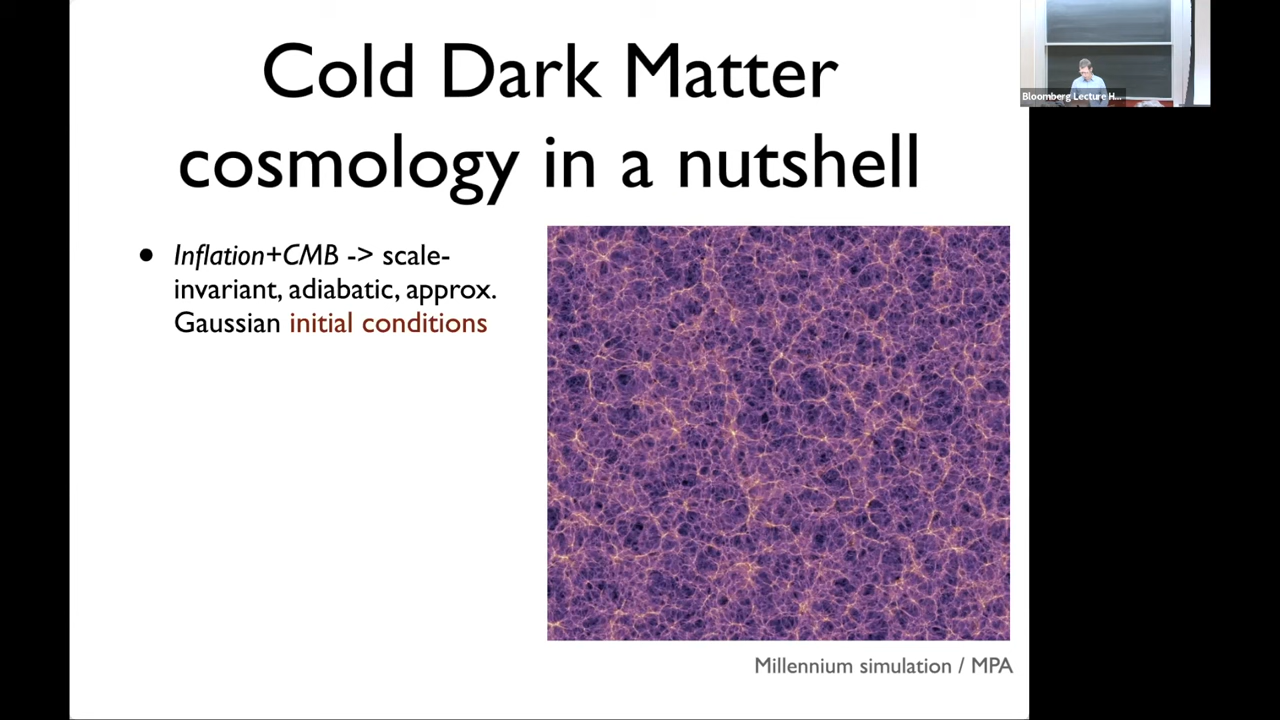 Cold Dark Matter
cosmology in a nutshell
• Inflation+CMB -> scale-
invariant, adiabatic, approx.
Gaussian initial conditions
Millennium simulation / MPA
Bloomberg Lecture H...